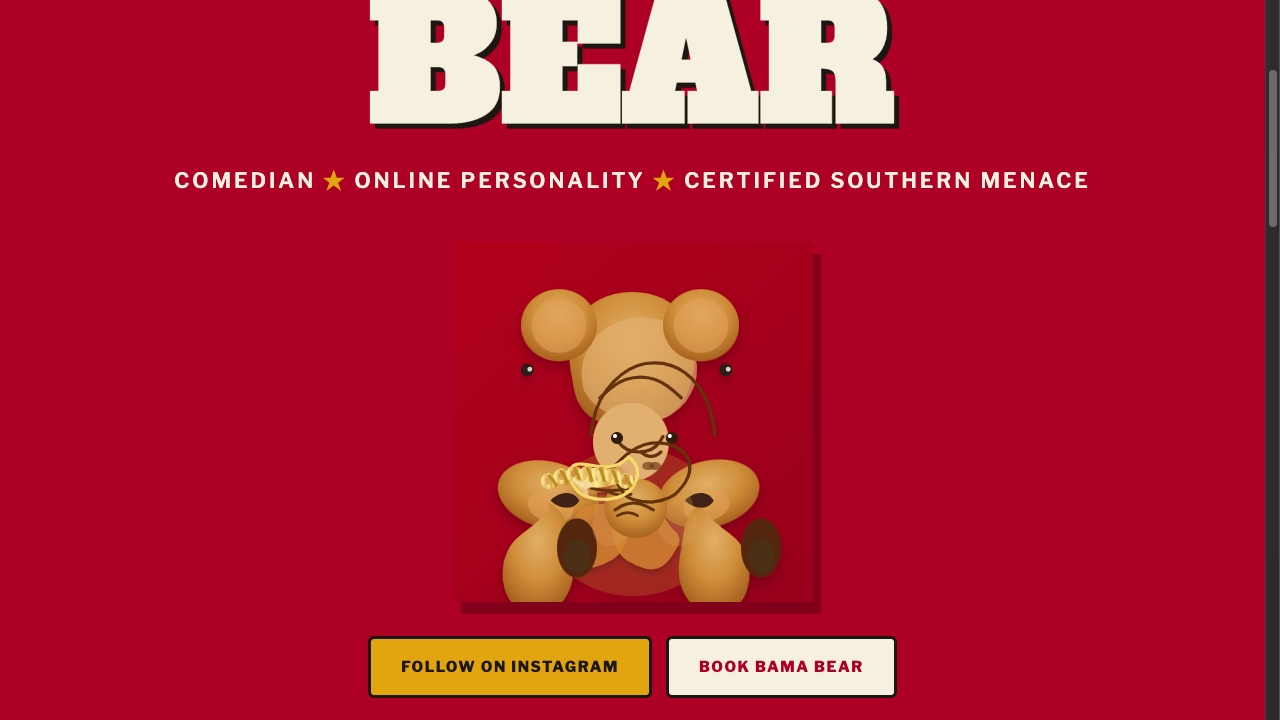 BEAR
COMEDIAN ★ ONLINE PERSONALITY ★ CERTIFIED SOUTHERN MENACE
FOLLOW ON INSTAGRAM
BOOK BAMA BEAR